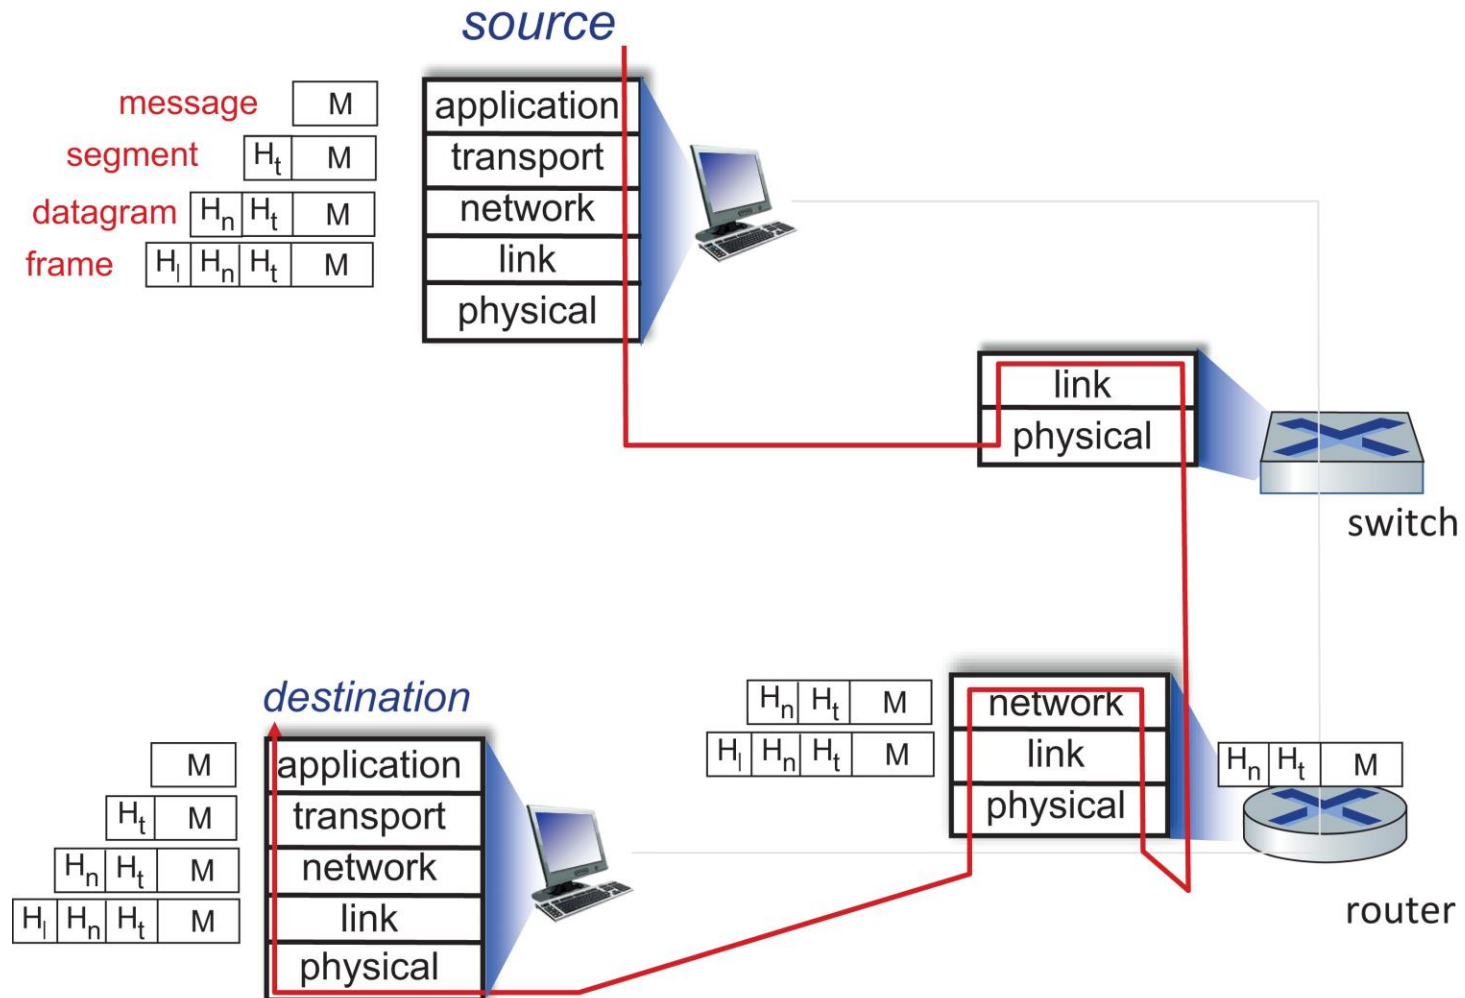 source
message M application
segment Ht M transport
datagram Hn Ht M network
frame Hl Hn Ht M link
physical
link
physical
switch
destination
Hn Ht M network
Hl Hn Ht M link
physical
Hn Ht M
router
M application
Ht M transport
Hn Ht M network
Hl Hn Ht M link
physical